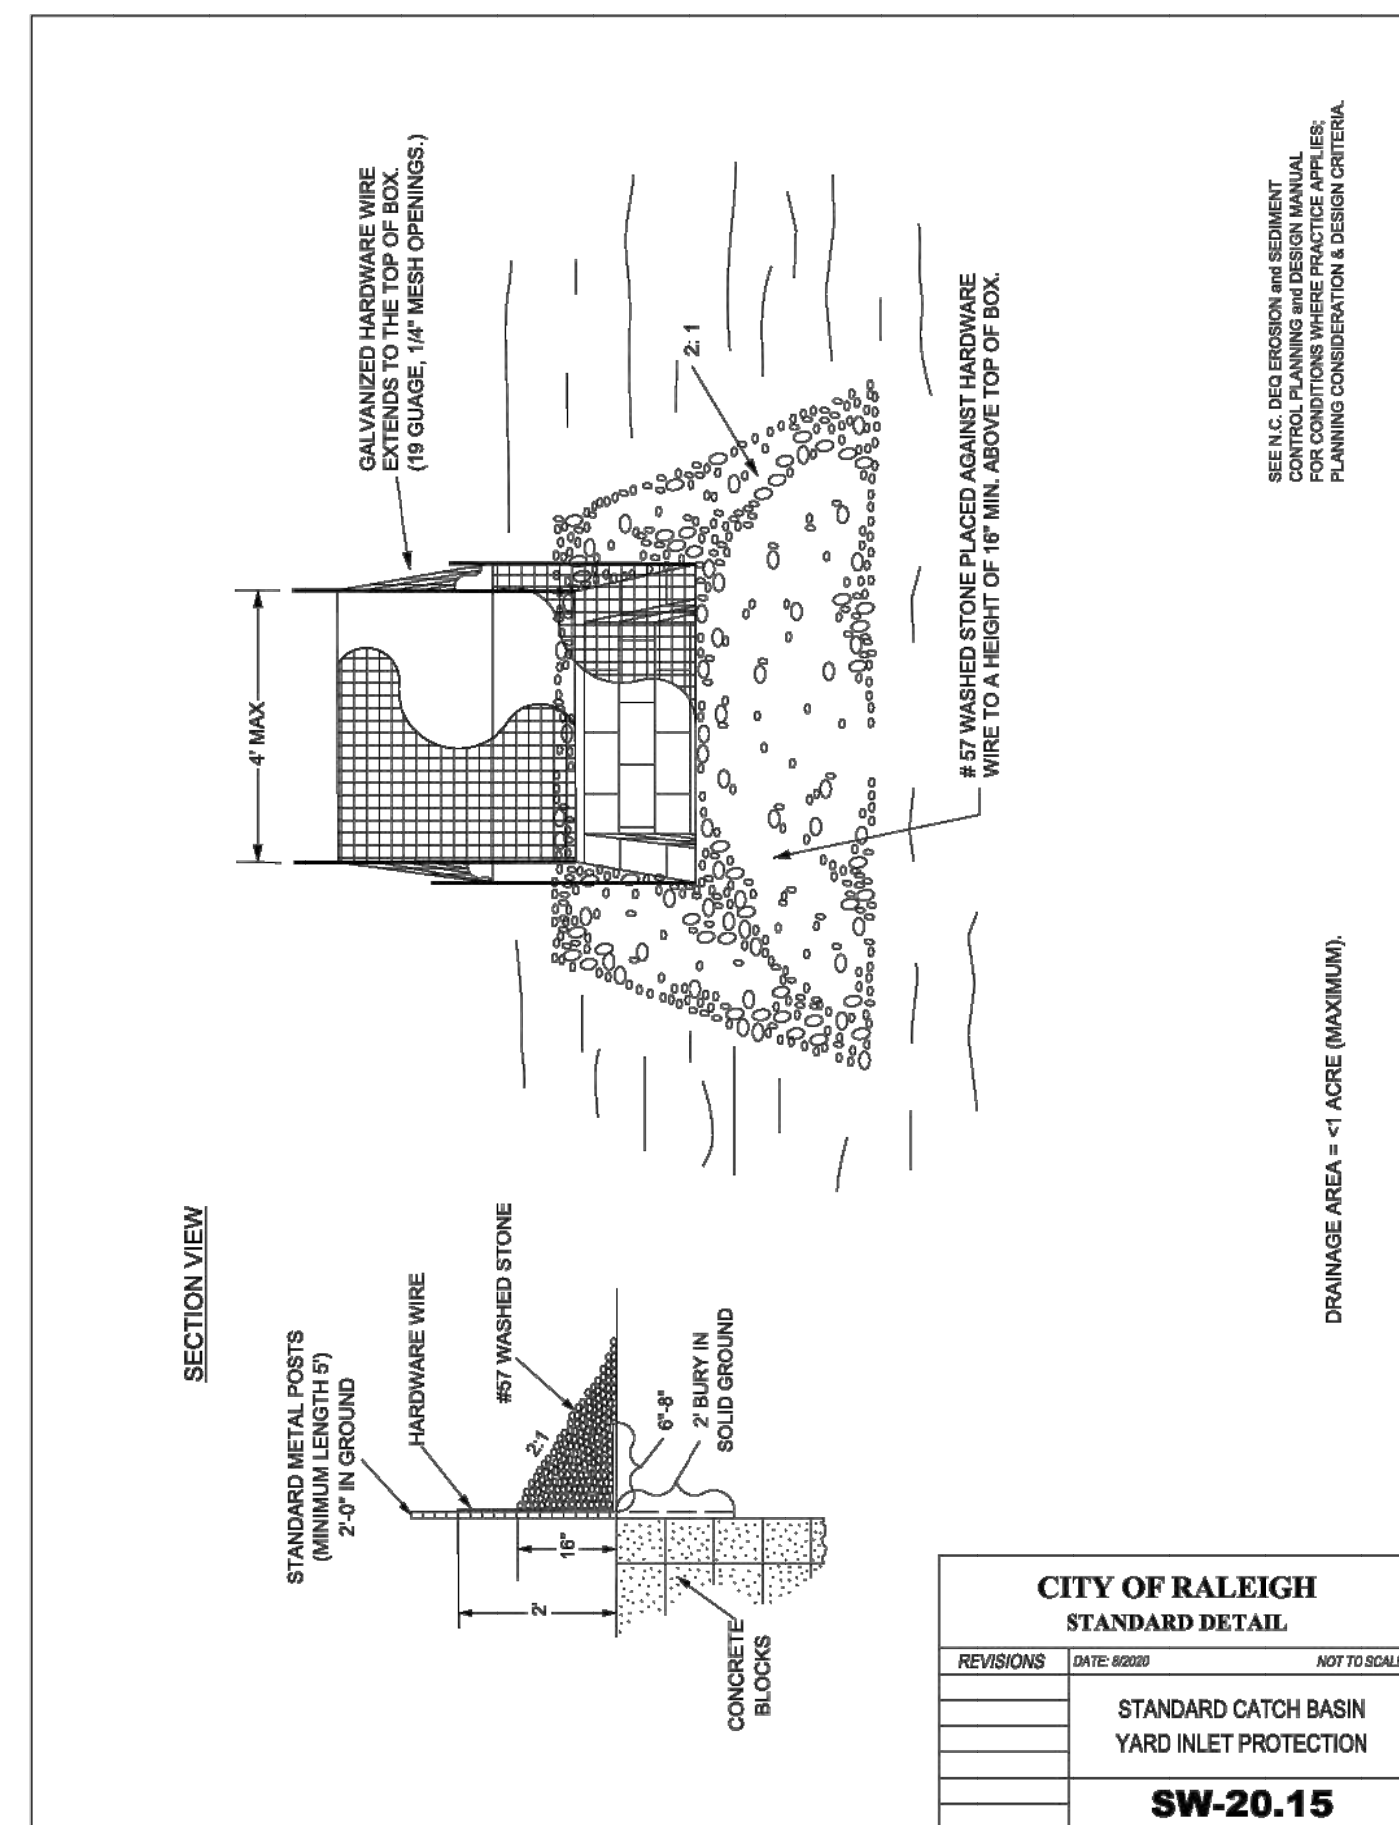 SECTION VIEW
STANDARD METAL POSTS
(MINIMUM LENGTH 5')
2'-0" IN GROUND
HARDWARE WIRE
#57 WASHED STONE
2:1
16"
2'
6"-8"
2' BURY IN
SOLID GROUND
CONCRETE
BLOCKS
4' MAX
GALVANIZED HARDWARE WIRE
EXTENDS TO THE TOP OF BOX.
(19 GUAGE, 1/4" MESH OPENINGS.)
2: 1
# 57 WASHED STONE PLACED AGAINST HARDWARE
WIRE TO A HEIGHT OF 16" MIN. ABOVE TOP OF BOX.
DRAINAGE AREA = <1 ACRE (MAXIMUM).
SEE N.C. DEQ EROSION and SEDIMENT
CONTROL PLANNING and DESIGN MANUAL
FOR CONDITIONS WHERE PRACTICE APPLIES;
PLANNING CONSIDERATION & DESIGN CRITERIA.
CITY OF RALEIGH
STANDARD DETAIL
REVISIONS
DATE: 8/2020
NOT TO SCALE
STANDARD CATCH BASIN
YARD INLET PROTECTION
SW-20.15